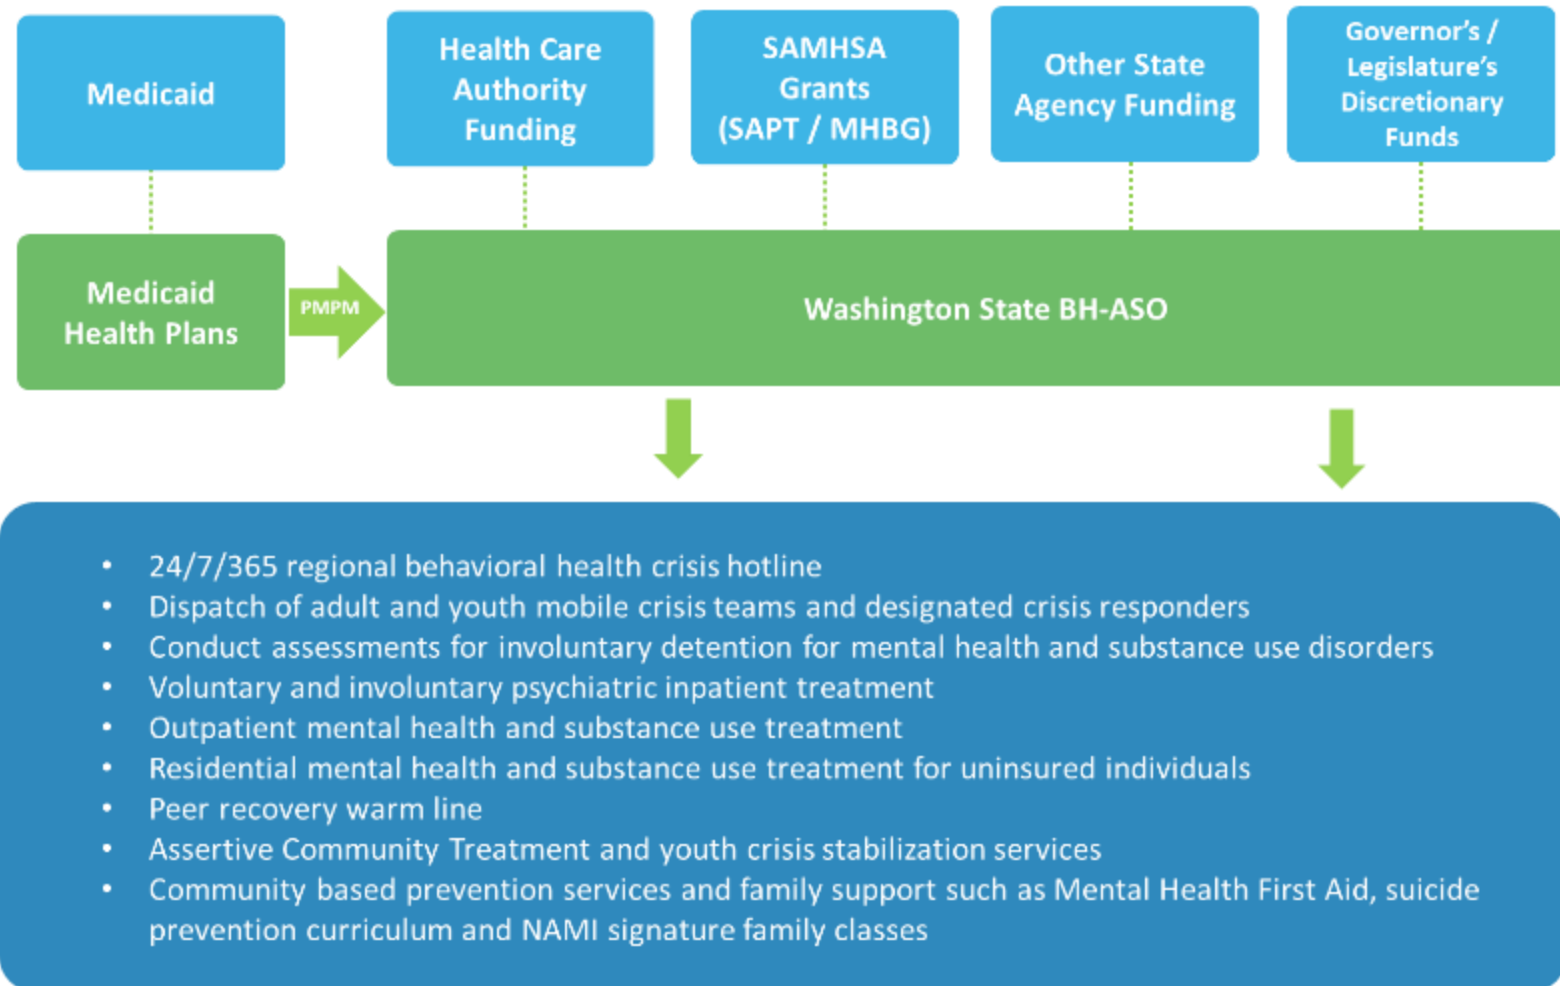 Medicaid
Health Care
Authority
Funding
SAMHSA
Grants
(SAPT / MHBG)
Other State
Agency Funding
Governor's /
Legislature's
Discretionary
Funds
Medicaid
Health Plans
PMPM
Washington State BH-ASO
• 24/7/365 regional behavioral health crisis hotline
• Dispatch of adult and youth mobile crisis teams and designated crisis responders
• Conduct assessments for involuntary detention for mental health and substance use disorders
• Voluntary and involuntary psychiatric inpatient treatment
• Outpatient mental health and substance use treatment
• Residential mental health and substance use treatment for uninsured individuals
• Peer recovery warm line
• Assertive Community Treatment and youth crisis stabilization services
• Community based prevention services and family support such as Mental Health First Aid, suicide
prevention curriculum and NAMI signature family classes